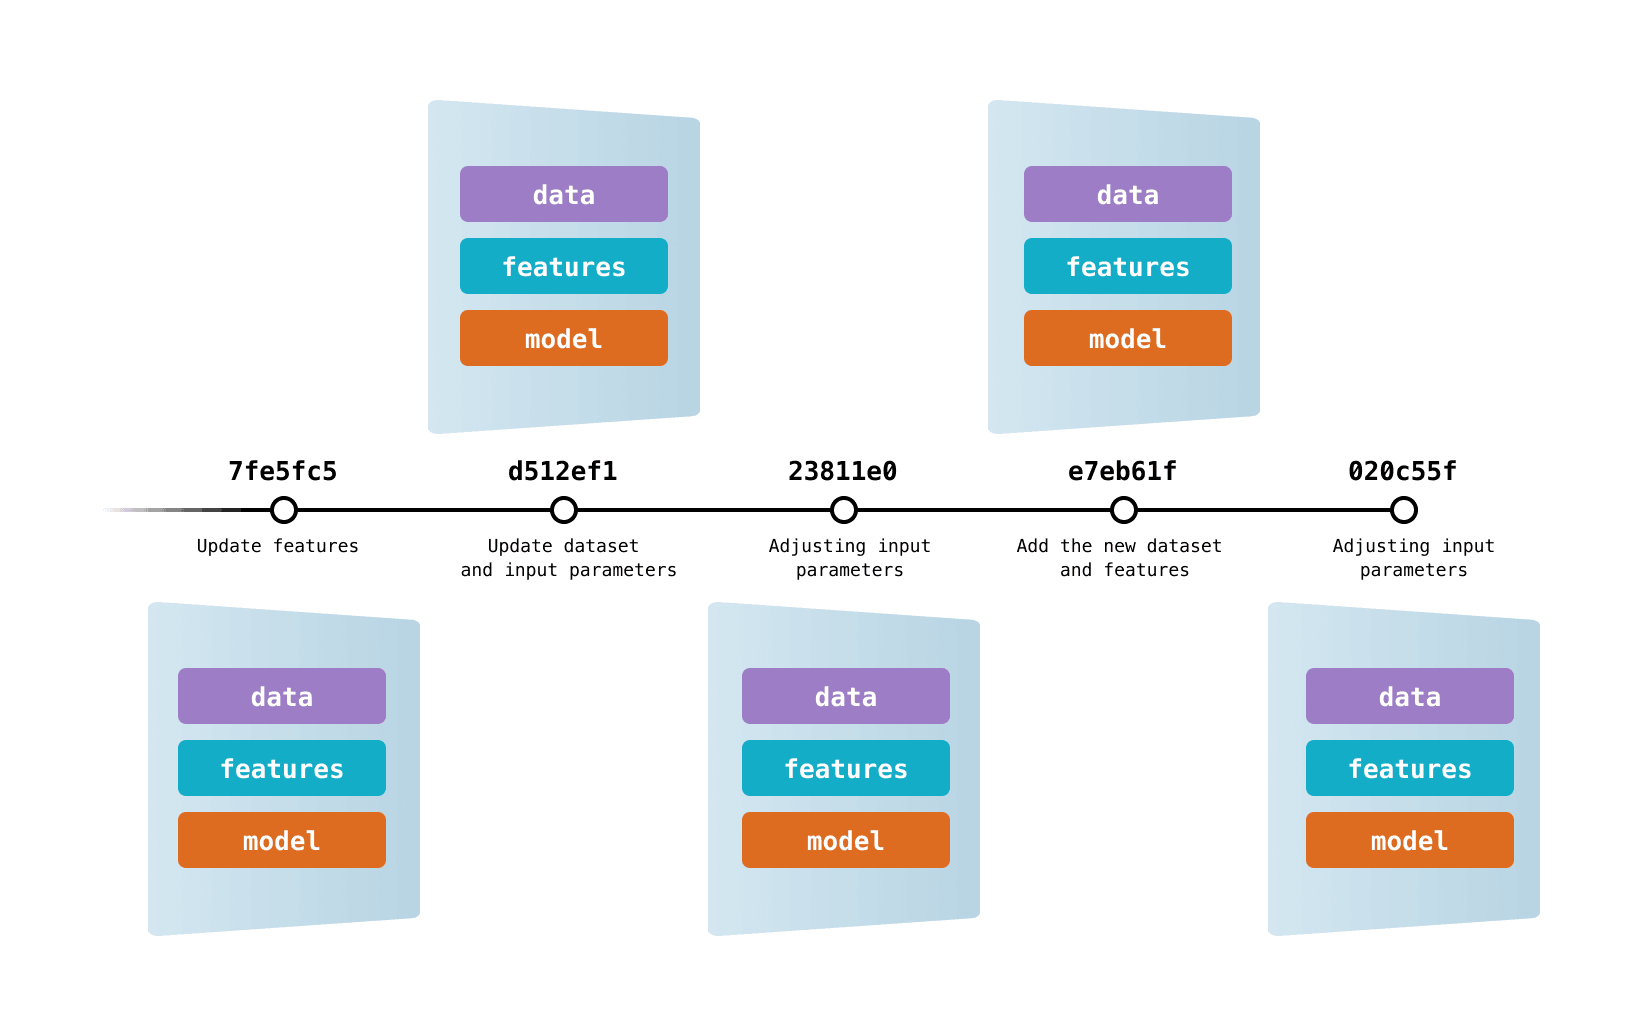 data
features
model
data
features
model
7fe5fc5
d512ef1
23811e0
e7eb61f
020c55f
Update features
Update dataset
and input parameters
Adjusting input
parameters
Add the new dataset
and features
Adjusting input
parameters
data
features
model
data
features
model
data
features
model